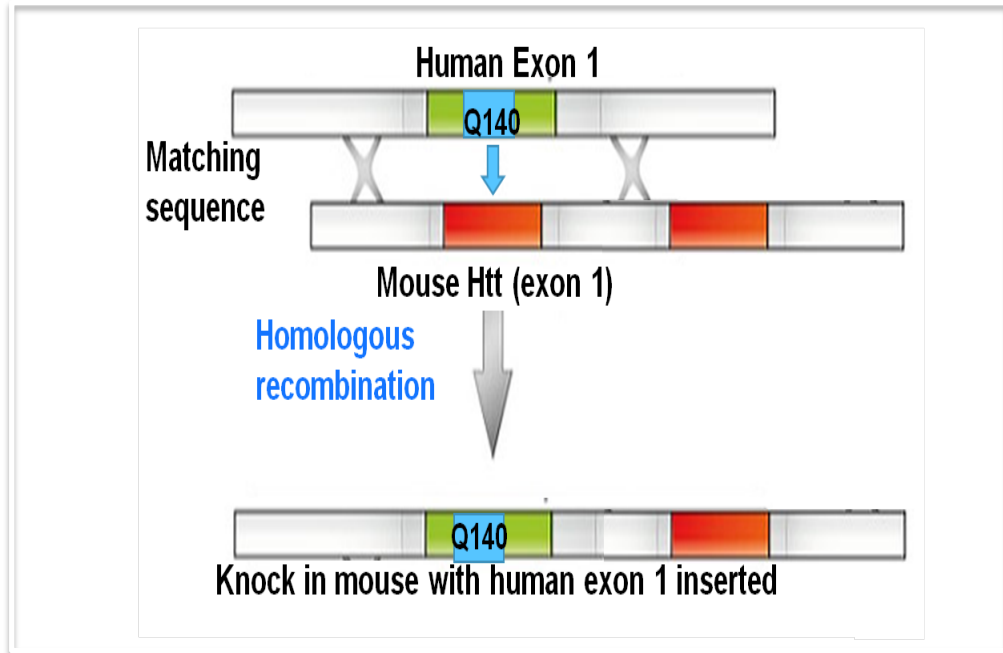 Human Exon 1
Q140
Matching
sequence
Mouse Htt (exon 1)
Homologous
recombination
Q140
Knock in mouse with human exon 1 inserted